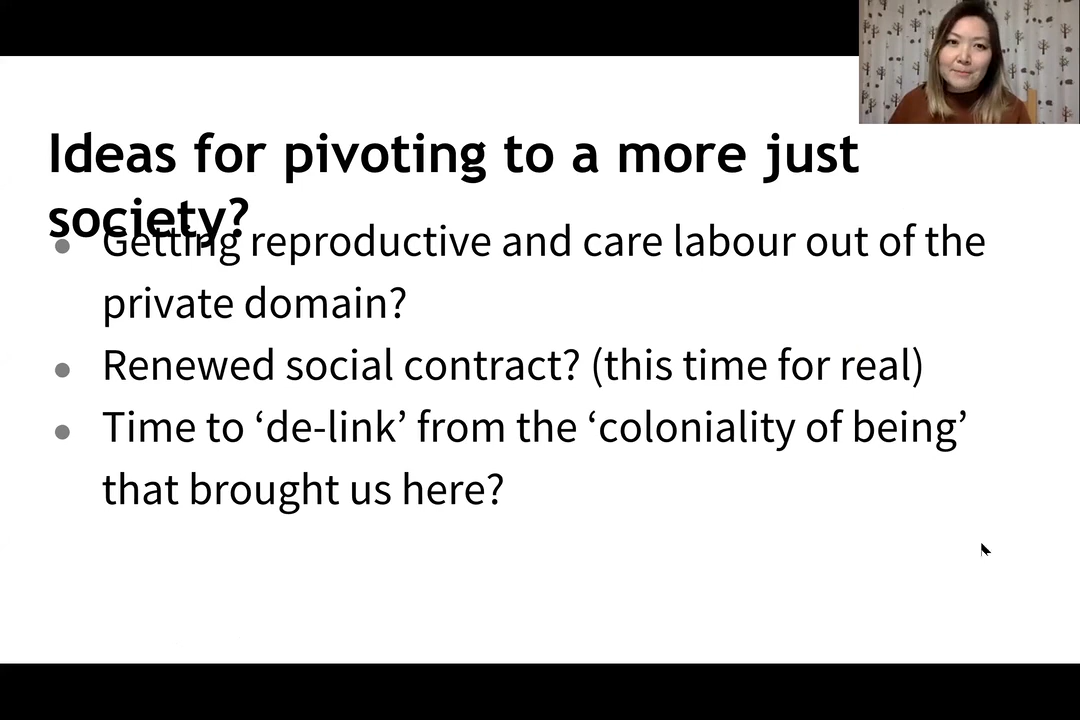 Ideas for pivoting to a more just
society?
Getting reproductive and care labour out of the
private domain?
Renewed social contract? (this time for real)
Time to ‘de-link’ from the ‘coloniality of being’
that brought us here?